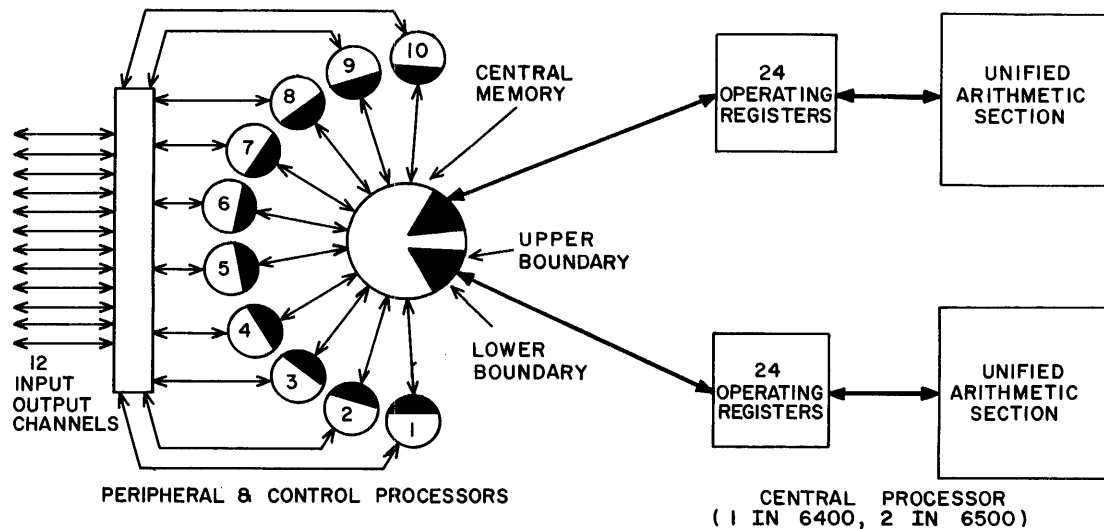 10
9
8
7
6
5
4
3
2
1
CENTRAL
MEMORY
24
OPERATING
REGISTERS
UNIFIED
ARITHMETIC
SECTION
UPPER
BOUNDARY
LOWER
BOUNDARY
24
OPERATING
REGISTERS
UNIFIED
ARITHMETIC
SECTION
12
INPUT
OUTPUT
CHANNELS
PERIPHERAL & CONTROL PROCESSORS
CENTRAL PROCESSOR
(1 IN 6400, 2 IN 6500)